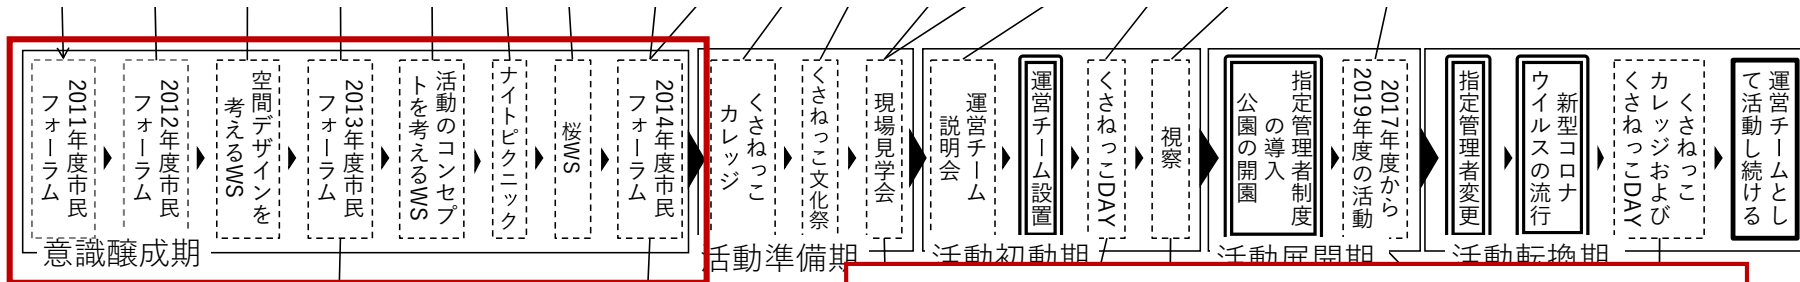 2011年度市民
フォーラム
2012年度市民
フォーラム
空間デザインを
考えるWS
2013年度市民
フォーラム
活動のコンセプ
トを考えるWS
ナイトピクニック
桜WS
2014年度市民
フォーラム
意識醸成期
くさねっこ
カレッジ
くさねっこ文化祭
現場見学会
活動準備期
運営チーム
説明会
運営チーム設置
くさねっこDAY
視察
活動初動期
指定管理者制度
の導入
公園の開園
2017年度から
2019年度の活動
活動展開期
指定管理者変更
新型コロナ
ウイルスの流行
くさねっこ
カレッジおよび
くさねっこDAY
運営チームとし
て活動し続ける
活動転換期